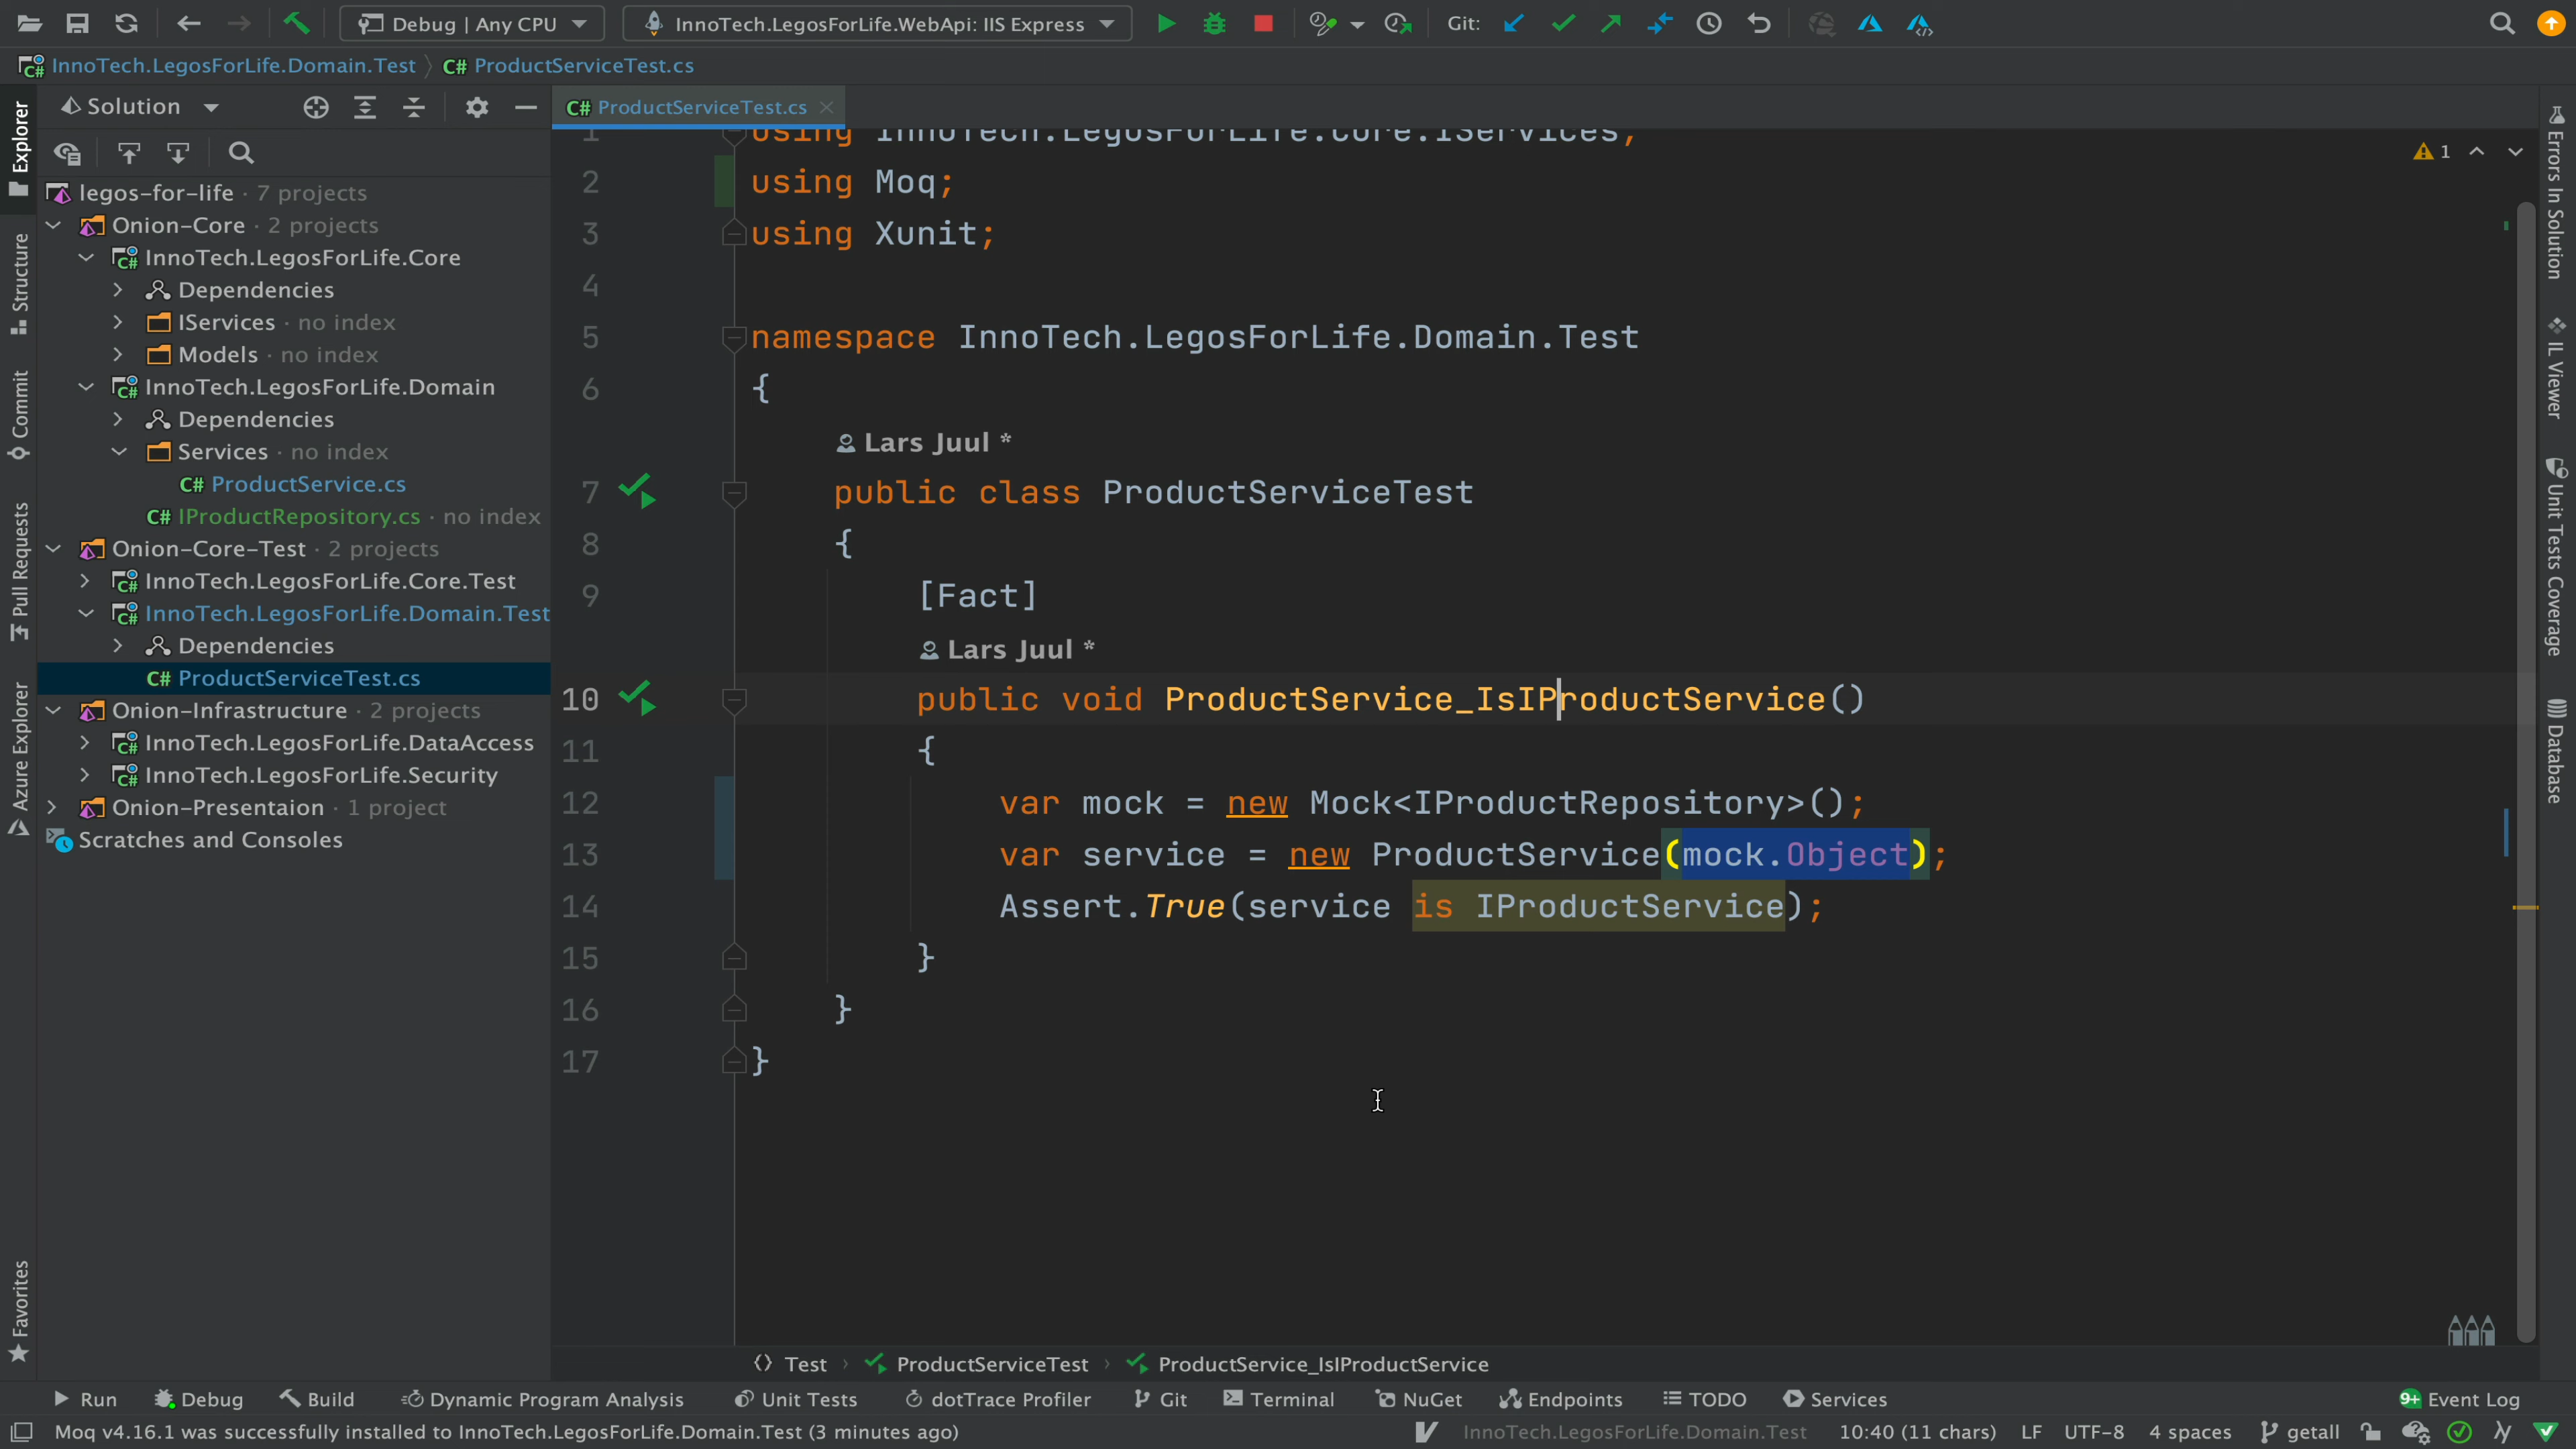 Debug | Any CPU
InnoTech.LegosForLife.WebApi: IIS Express
Git:
InnoTech.LegosForLife.Domain.Test
C# ProductServiceTest.cs
Explorer
Structure
Commit
Pull Requests
Azure Explorer
Favorites
Solution
legos-for-life · 7 projects
Onion-Core · 2 projects
InnoTech.LegosForLife.Core
Dependencies
IServices · no index
Models · no index
InnoTech.LegosForLife.Domain
Dependencies
Services · no index
C# ProductService.cs
C# IProductRepository.cs · no index
Onion-Core-Test · 2 projects
InnoTech.LegosForLife.Core.Test
InnoTech.LegosForLife.Domain.Test
Dependencies
C# ProductServiceTest.cs
Onion-Infrastructure · 2 projects
InnoTech.LegosForLife.DataAccess
InnoTech.LegosForLife.Security
Onion-Presentaion · 1 project
Scratches and Consoles
C# ProductServiceTest.cs
1
1 using InnoTech.LegosForLife.Core.IServices;
2 using Moq;
3 using Xunit;
4
5 namespace InnoTech.LegosForLife.Domain.Test
6 {
Lars Juul *
7 public class ProductServiceTest
8 {
9 [Fact]
Lars Juul *
10 public void ProductService_IsIProductService()
11 {
12 var mock = new Mock<IProductRepository>();
13 var service = new ProductService(mock.Object);
14 Assert.True(service is IProductService);
15 }
16 }
17 }
Errors In Solution
IL Viewer
Unit Tests Coverage
Database
Test
ProductServiceTest
ProductService_IsIProductService
Run
Debug
Build
Dynamic Program Analysis
Unit Tests
dotTrace Profiler
Git
Terminal
NuGet
Endpoints
TODO
Services
9+ Event Log
Moq v4.16.1 was successfully installed to InnoTech.LegosForLife.Domain.Test (3 minutes ago)
InnoTech.LegosForLife.Domain.Test
10:40 (11 chars)
LF
UTF-8
4 spaces
getall